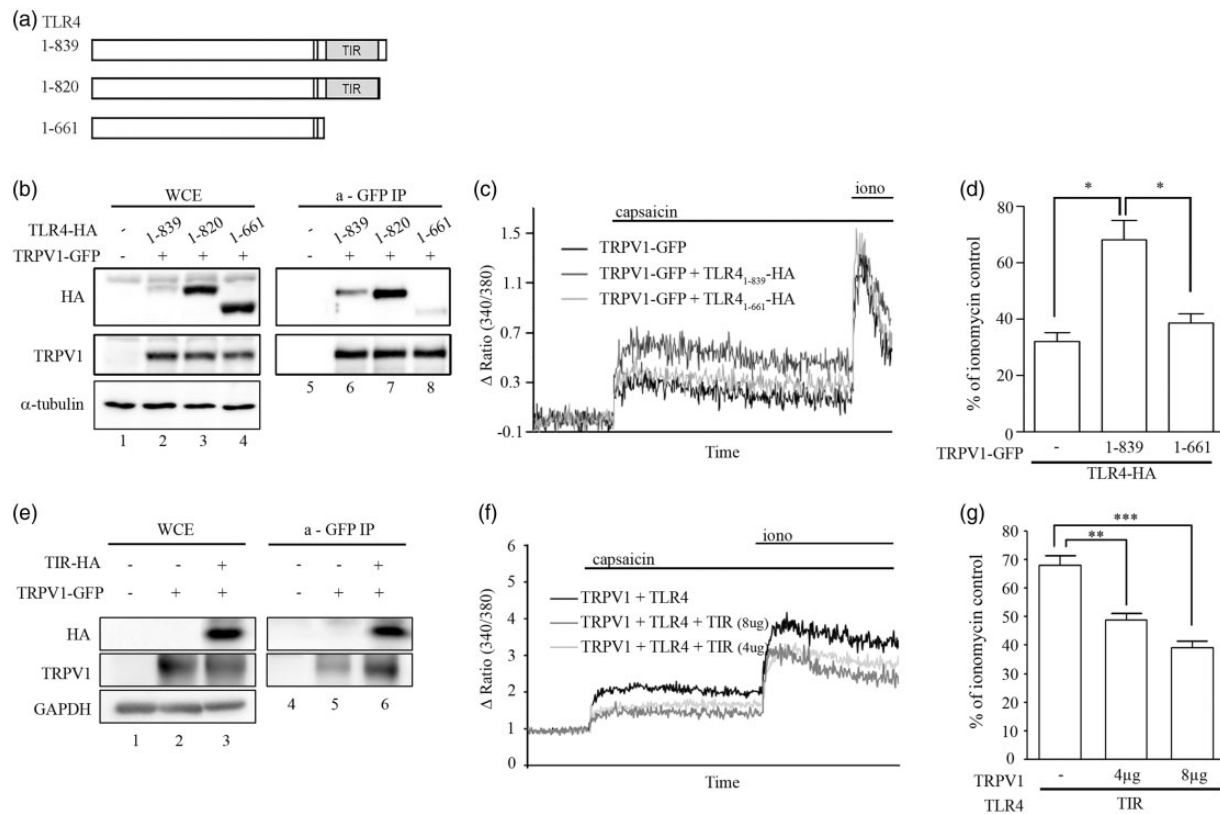 (a)
TLR4
1-839
TIR
1-820
TIR
1-661
(b)
WCE
a - GFP IP
TLR4-HA - 1-839 1-820 1-661 - 1-839 1-820 1-661
TRPV1-GFP - + + + - + + +
HA
TRPV1
5 6 7 8
α-tubulin
1 2 3 4
(c)
iono
capsaicin
1.5
1.1
0.7
0.3
-0.1
Δ Ratio (340/380)
TRPV1-GFP
TRPV1-GFP + TLR4₁₋₈₃₉-HA
TRPV1-GFP + TLR4₁₋₆₆₁-HA
Time
(d)
* *
80
60
40
20
0
% of ionomycin control
TRPV1-GFP - 1-839 1-661
TLR4-HA
(e)
WCE
a - GFP IP
TIR-HA - - + - - +
TRPV1-GFP - + + - + +
HA
TRPV1
GAPDH
4 5 6
1 2 3
(f)
iono
capsaicin
6
5
4
3
2
1
0
Δ Ratio (340/380)
TRPV1 + TLR4
TRPV1 + TLR4 + TIR (8ug)
TRPV1 + TLR4 + TIR (4ug)
Time
(g)
***
**
80
70
60
50
40
30
20
70
0
% of ionomycin control
TRPV1 - 4µg 8µg
TLR4 TIR